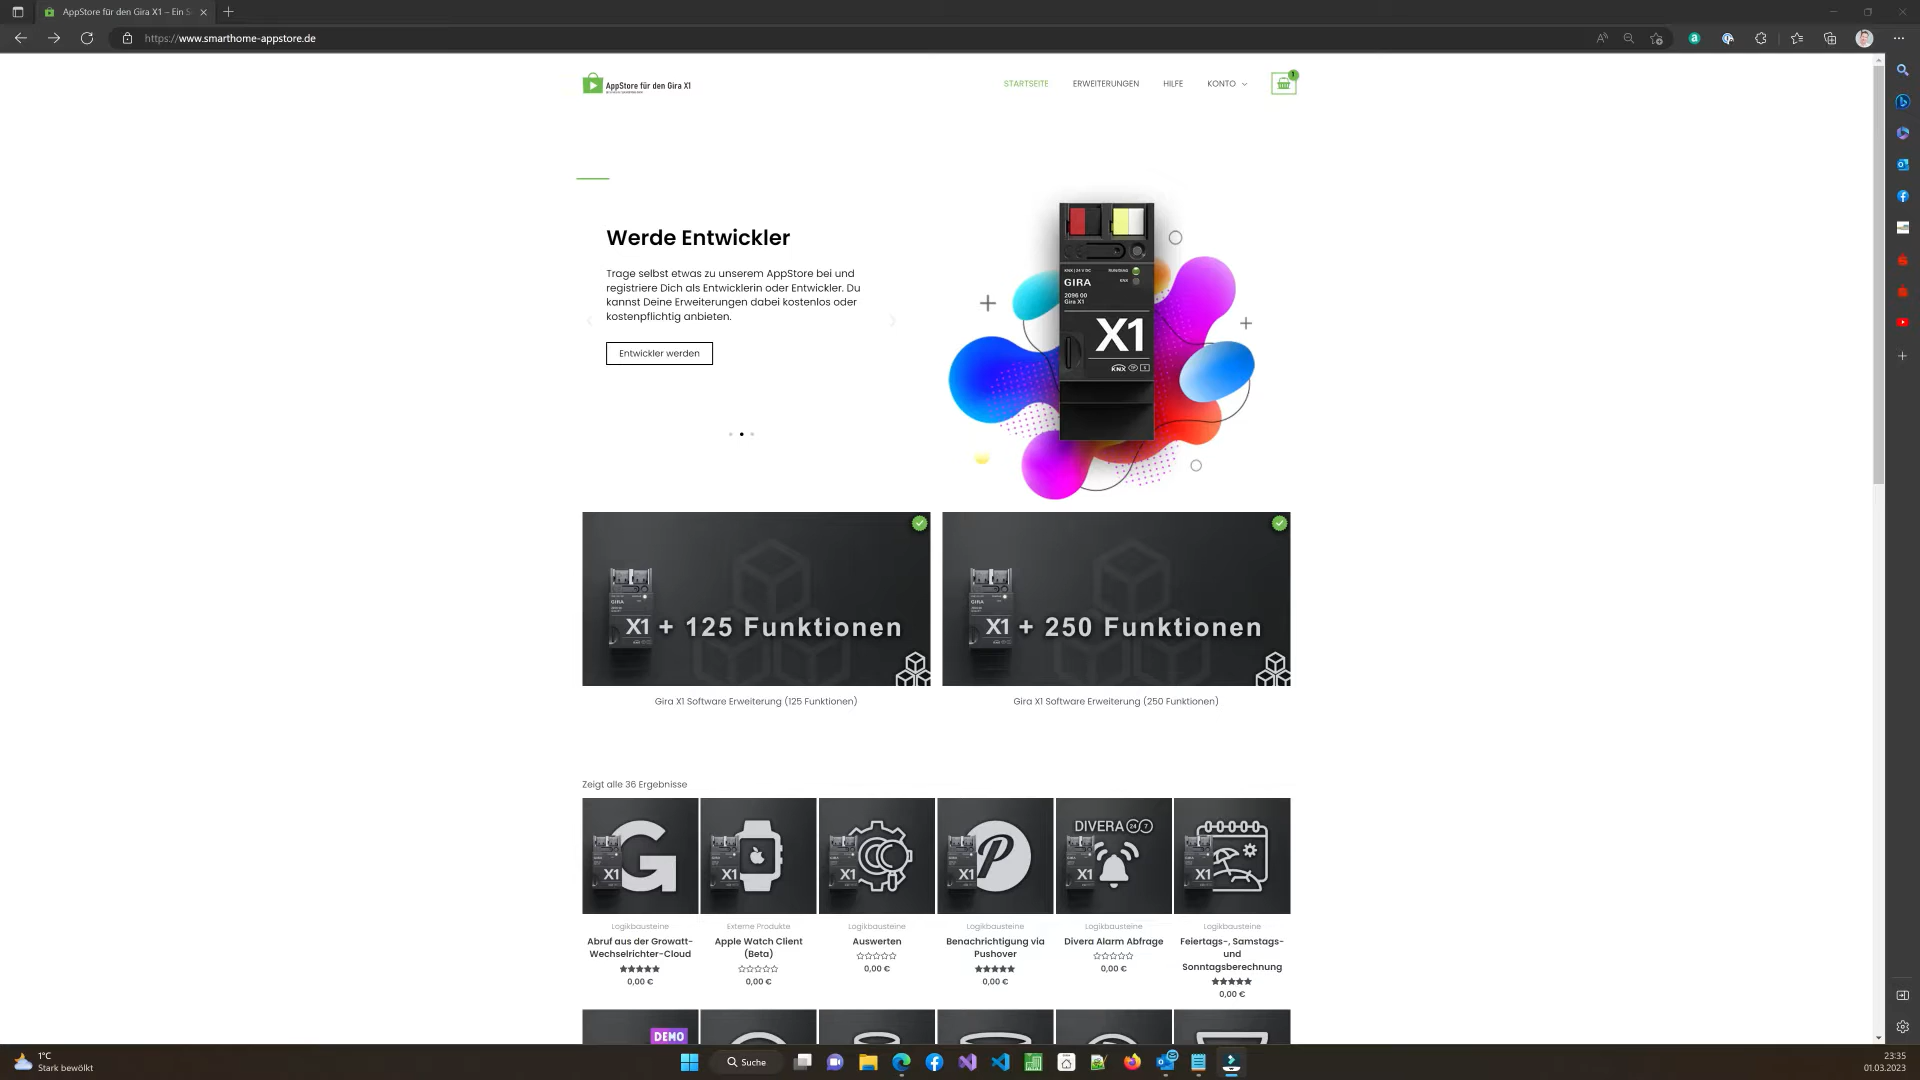 AppStore für den Gira X1 – Ein S
https://www.smarthome-appstore.de
AppStore für den Gira X1
STARTSEITE
ERWEITERUNGEN
HILFE
KONTO
1
Werde Entwickler
Trage selbst etwas zu unserem AppStore bei und
registriere Dich als Entwicklerin oder Entwickler. Du
kannst Deine Erweiterungen dabei kostenlos oder
kostenpflichtig anbieten.
Entwickler werden
GIRA
2096 00
Gira X1
KNX
X1
KNX
X1 + 125 Funktionen
X1 + 250 Funktionen
Gira X1 Software Erweiterung (125 Funktionen)
Gira X1 Software Erweiterung (250 Funktionen)
Zeigt alle 36 Ergebnisse
X1
X1
X1
X1
DIVERA 24 7
X1
X1
Logikbausteine
Abruf aus der Growatt-
Wechselrichter-Cloud
0,00 €
Externe Produkte
Apple Watch Client
(Beta)
0,00 €
Logikbausteine
Auswerten
0,00 €
Logikbausteine
Benachrichtigung via
Pushover
0,00 €
Logikbausteine
Divera Alarm Abfrage
0,00 €
Logikbausteine
Feiertags-, Samstags-
und
Sonntagsberechnung
0,00 €
DEMO
1°C
Stark bewölkt
Suche
23:35
01.03.2023